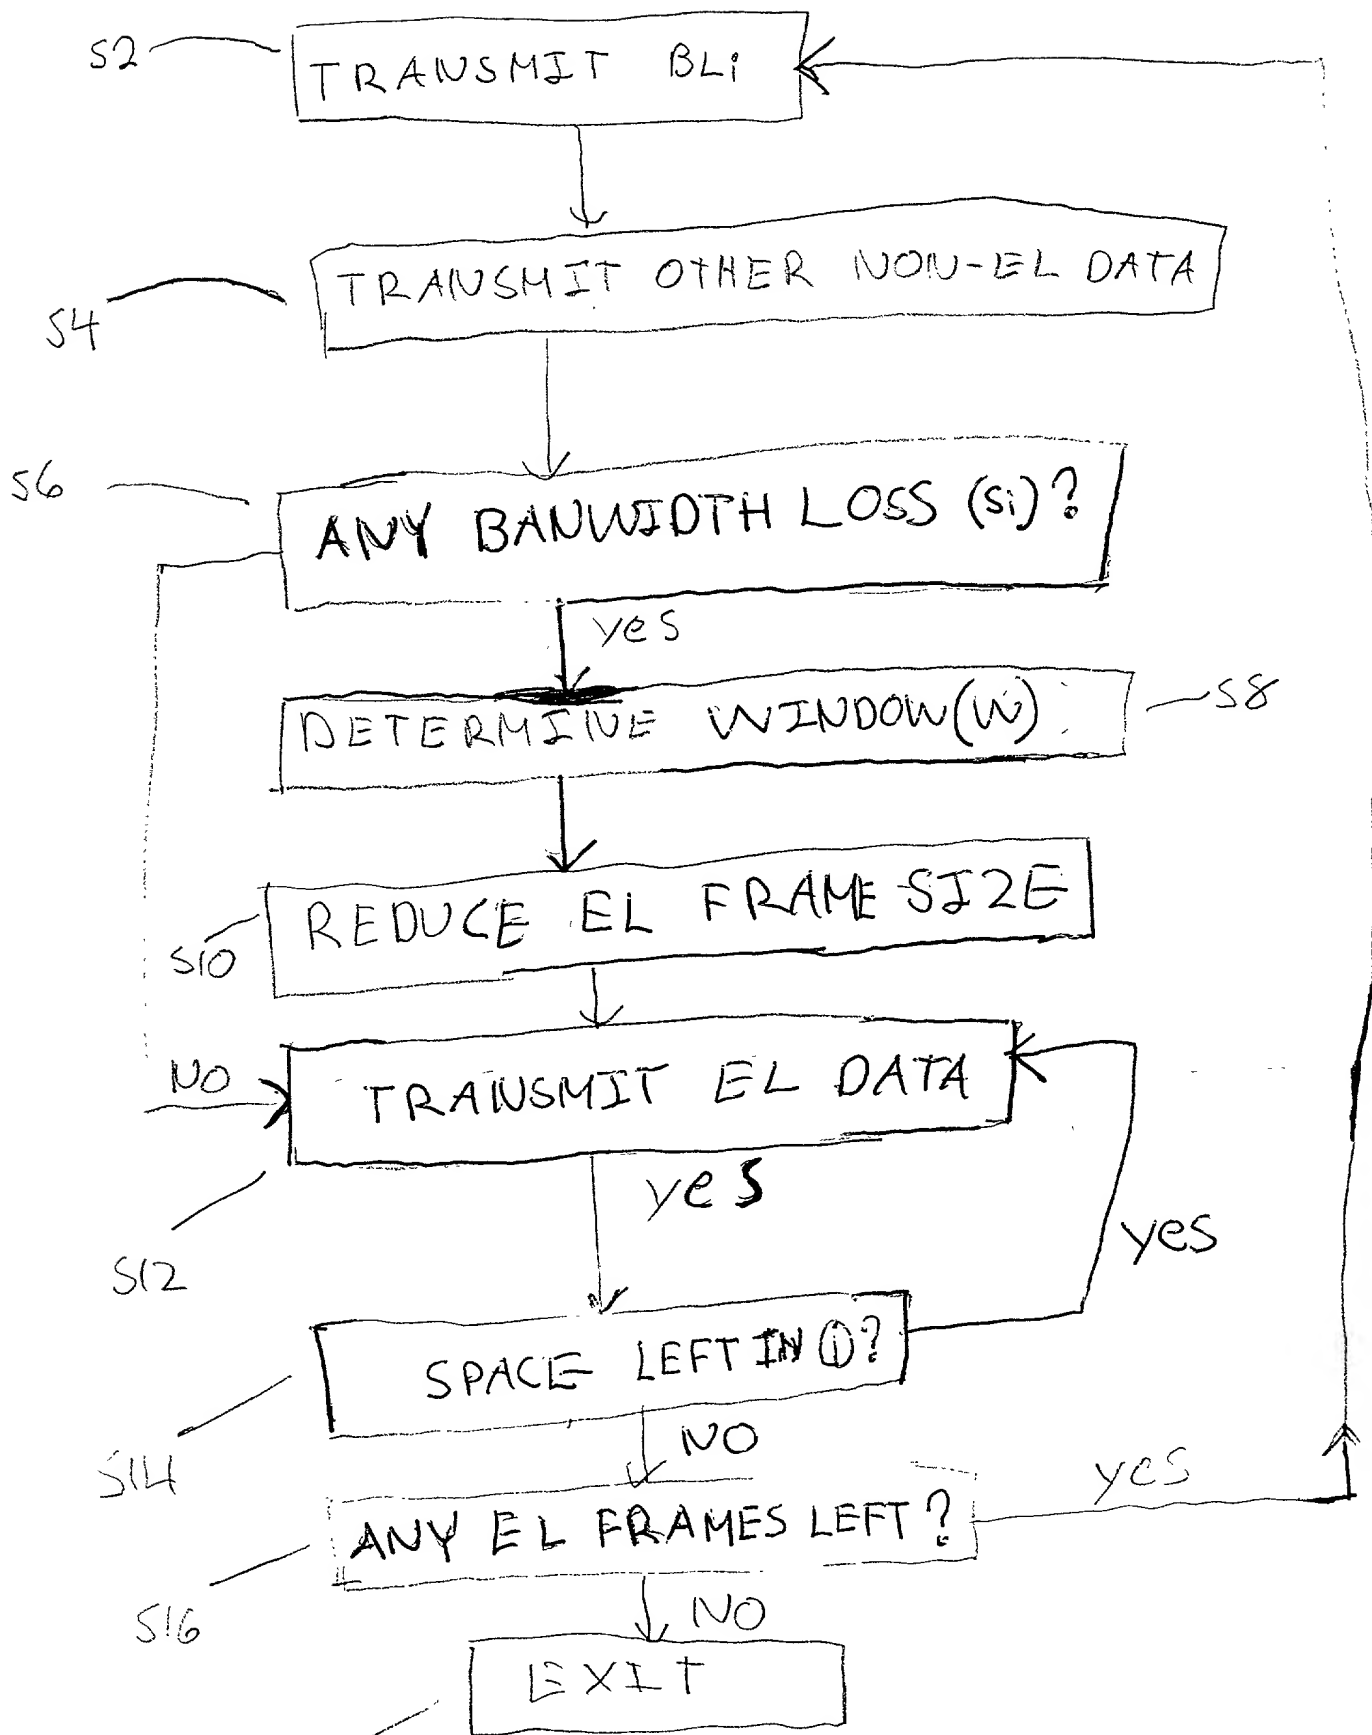 S2
TRANSMIT BLi
TRANSMIT OTHER NON-EL DATA
S4
S6
ANY BANWIDTH LOSS (Si)?
yes
DETERMINE WINDOW(W)
S8
REDUCE EL FRAME SIZE
S10
NO
TRANSMIT EL DATA
yes
yes
S12
SPACE LEFT IN i?
S14
NO
yes
ANY EL FRAMES LEFT?
S16
NO
EXIT